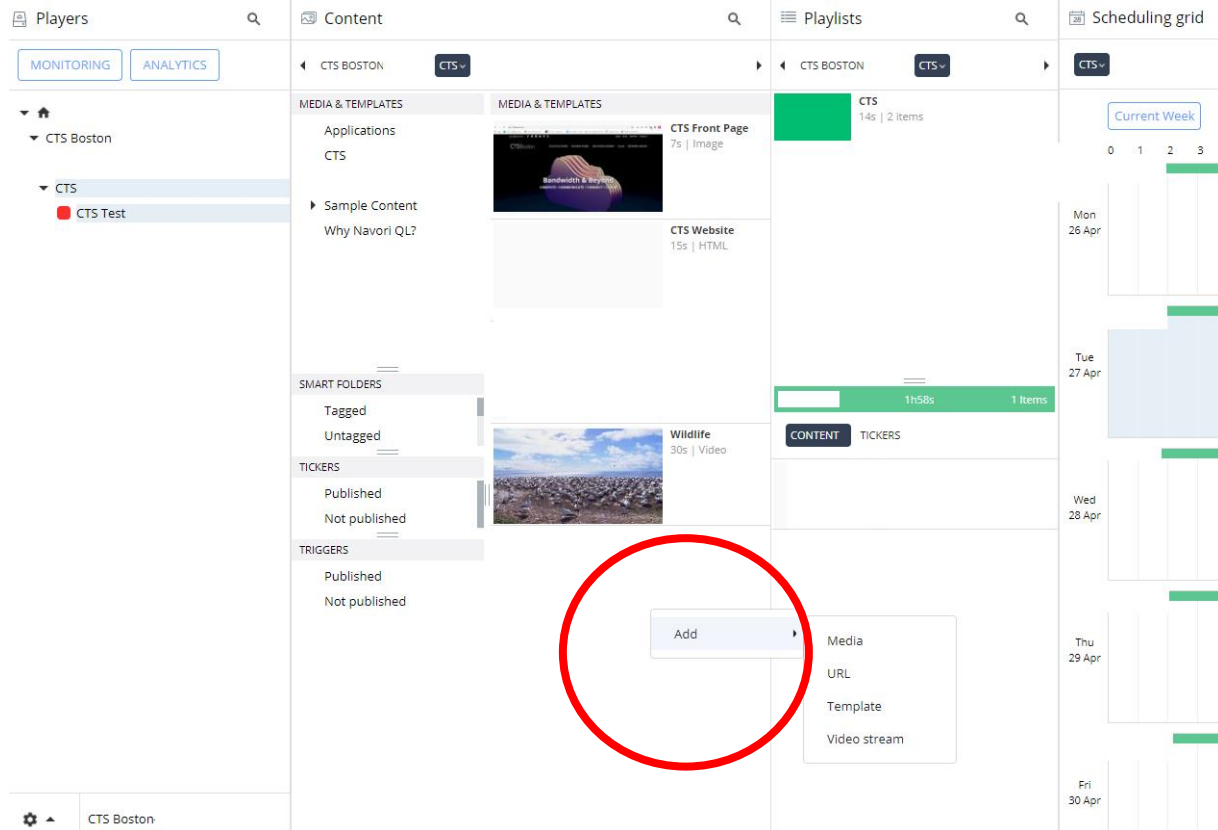 Players
MONITORING
ANALYTICS
CTS Boston
CTS
CTS Test
CTS Boston
Content
CTS BOSTON
CTS
MEDIA & TEMPLATES
Applications
CTS
Sample Content
Why Navori QL?
SMART FOLDERS
Tagged
Untagged
TICKERS
Published
Not published
TRIGGERS
Published
Not published
MEDIA & TEMPLATES
Bandwidth & Beyond
CTS Front Page
7s | Image
CTS Website
15s | HTML
Wildlife
30s | Video
Add
Media
URL
Template
Video stream
Playlists
CTS BOSTON
CTS
CTS
14s | 2 items
1h58s
1 Items
CONTENT
TICKERS
Scheduling grid
CTS
Current Week
0 1 2 3
Mon
26 Apr
Tue
27 Apr
Wed
28 Apr
Thu
29 Apr
Fri
30 Apr